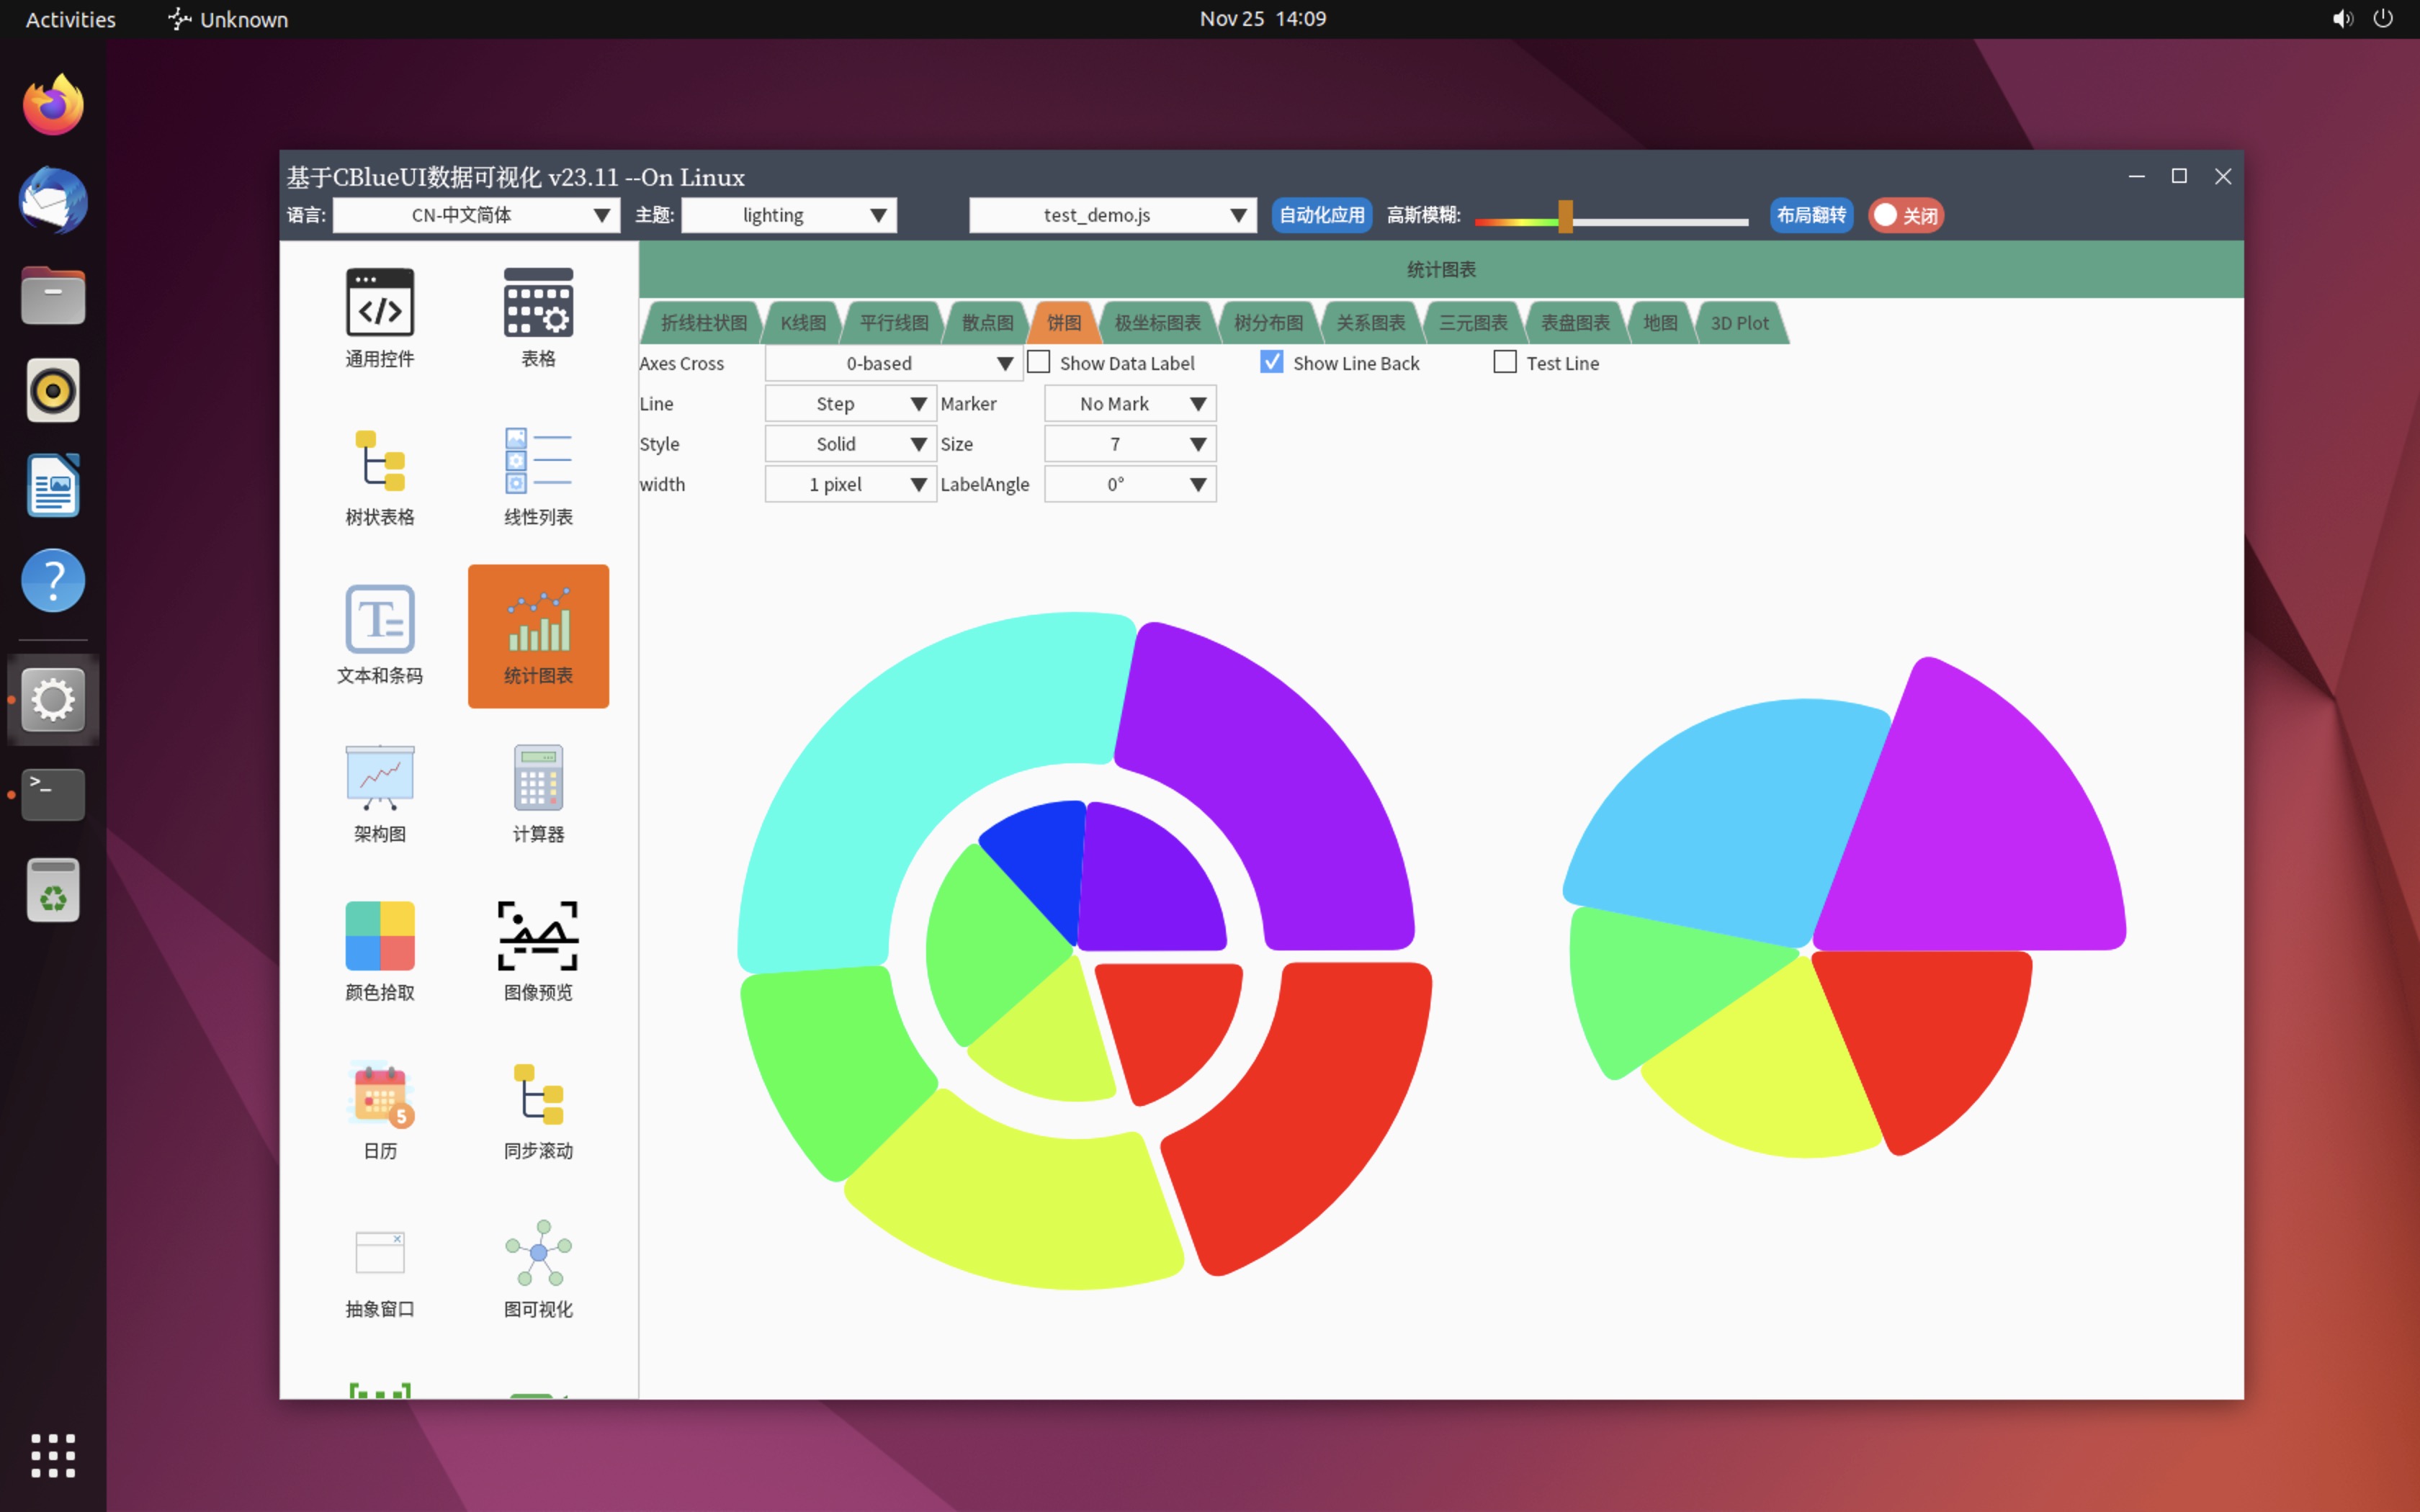 Activities Unknown Nov 25 14:09
基于CBlueUI数据可视化 v23.11 --On Linux
语言: CN-中文简体 主题: lighting test_demo.js 自动化应用 高斯模糊: 布局翻转 关闭
统计图表
折线柱状图 K线图 平行线图 散点图 饼图 极坐标图表 树分布图 关系图表 三元图表 表盘图表 地图 3D Plot
Axes Cross 0-based Show Data Label Show Line Back Test Line
Line Step Marker No Mark
Style Solid Size 7
width 1 pixel LabelAngle 0°
通用控件 表格
树状表格 线性列表
文本和条码 统计图表
架构图 计算器
颜色拾取 图像预览
5
日历 同步滚动
抽象窗口 图可视化